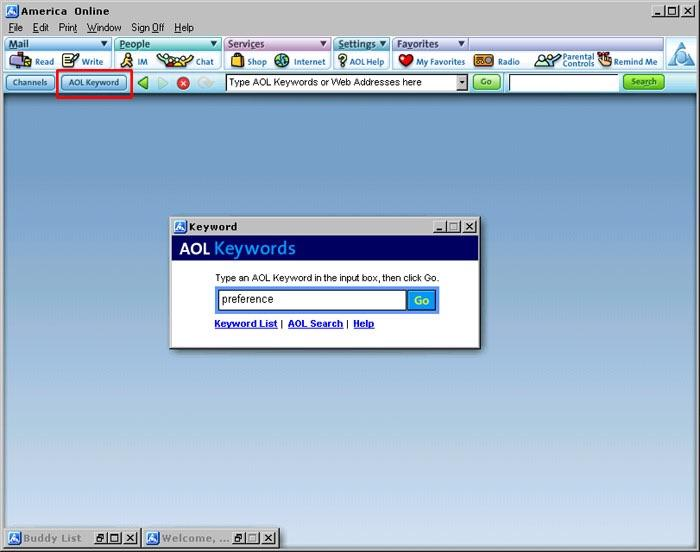 America Online
File Edit Print Window Sign Off Help
Mail People Services Settings Favorites
Read Write IM Chat Shop Internet AOL Help My Favorites Radio Parental Controls Remind Me
Channels AOL Keyword Type AOL Keywords or Web Addresses here Go Search
Keyword
AOL Keywords
Type an AOL Keyword in the input box, then click Go.
preference Go
Keyword List | AOL Search | Help
Buddy List Welcome, ...